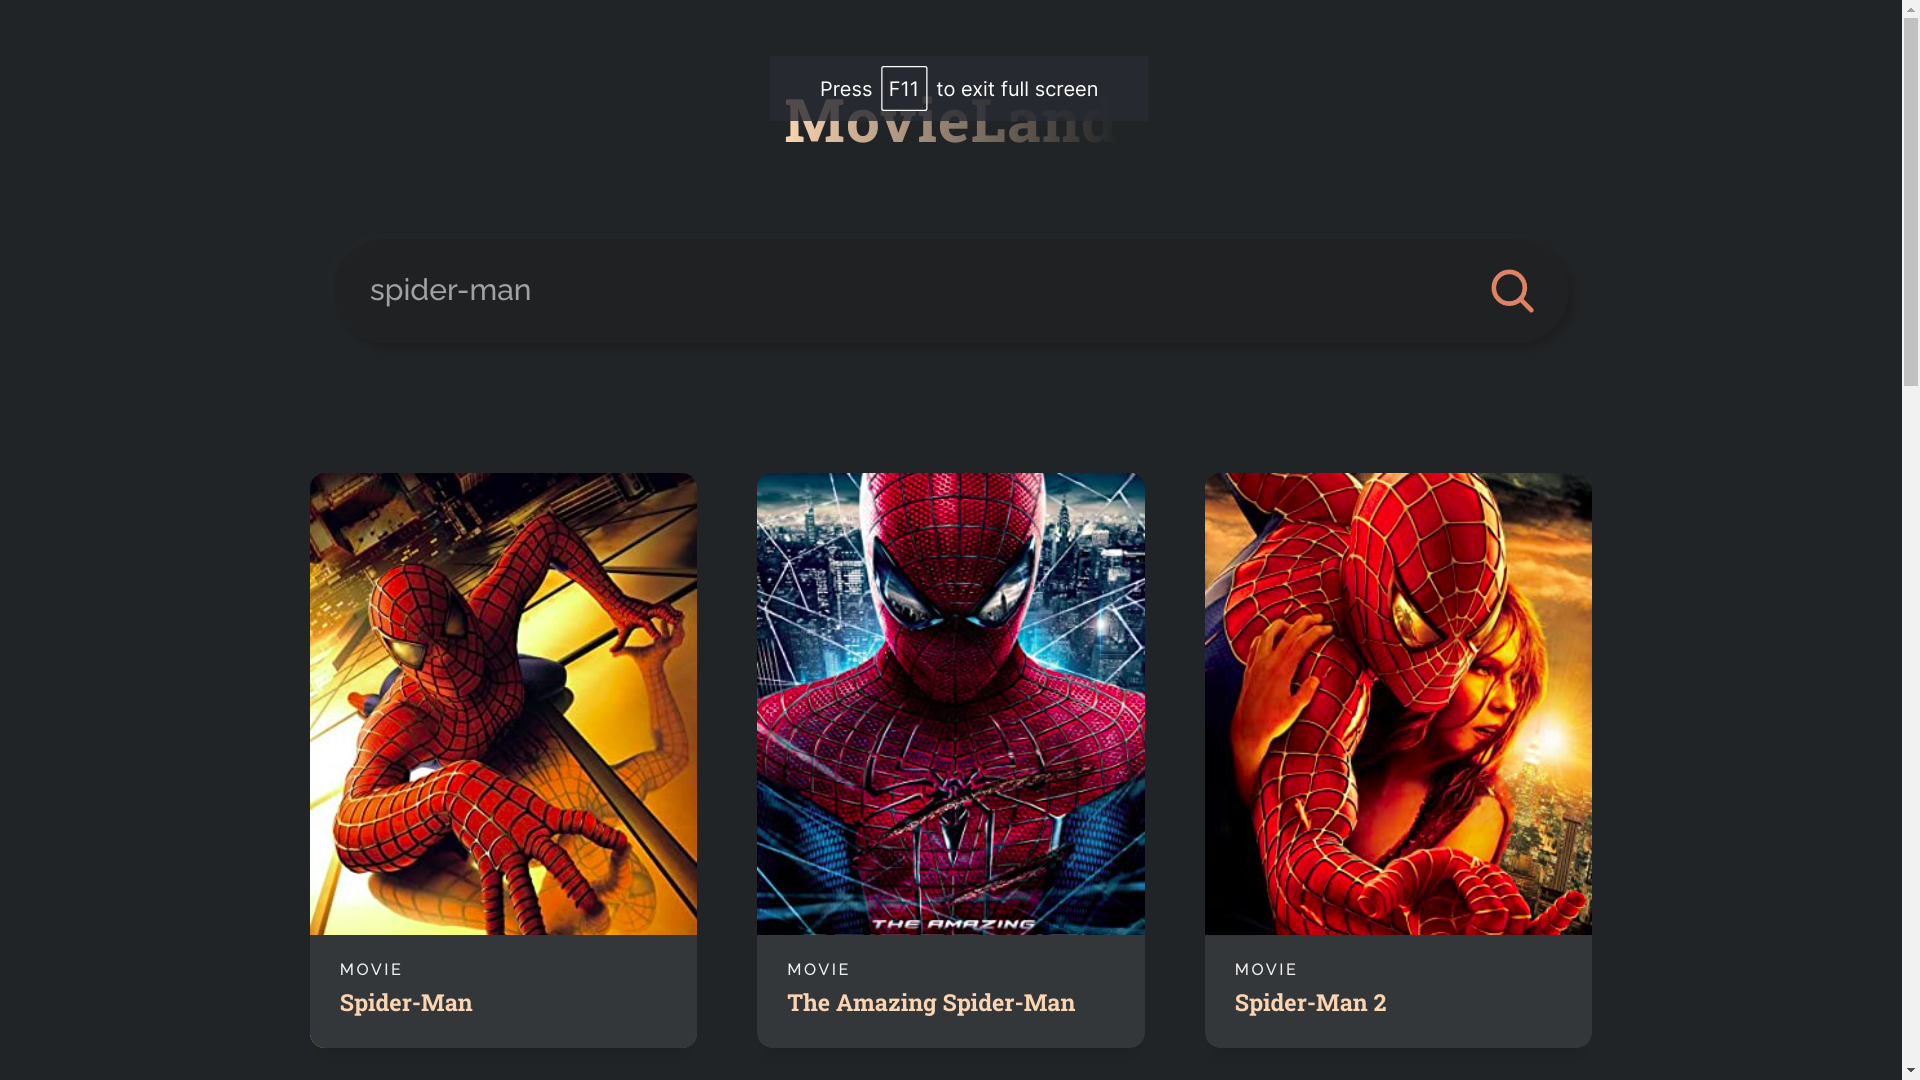 Press F11 to exit full screen
MovieLand
spider-man
THE AMAZING
MOVIE
Spider-Man
MOVIE
The Amazing Spider-Man
MOVIE
Spider-Man 2